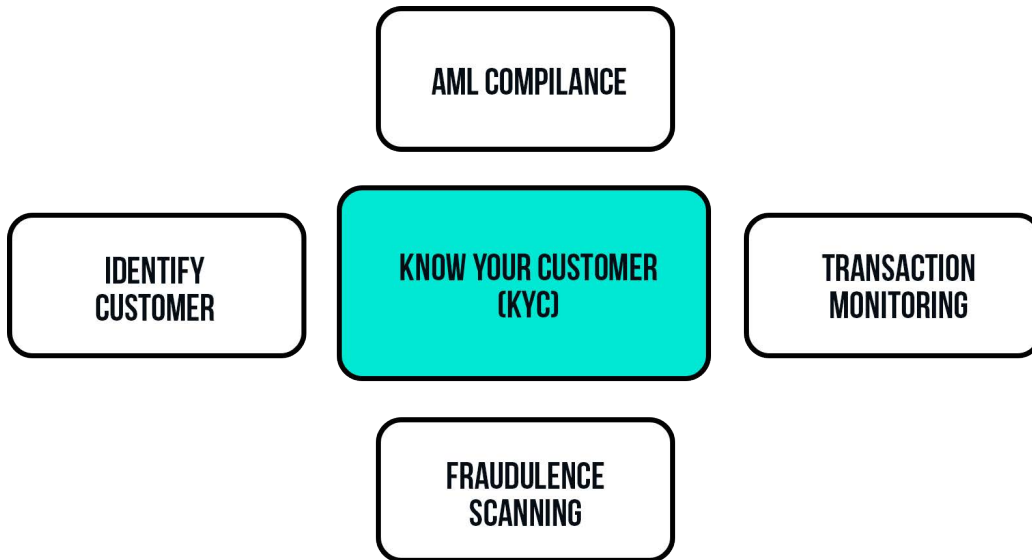 AML COMPILANCE
IDENTIFY
CUSTOMER
KNOW YOUR CUSTOMER
(KYC)
TRANSACTION
MONITORING
FRAUDULENCE
SCANNING